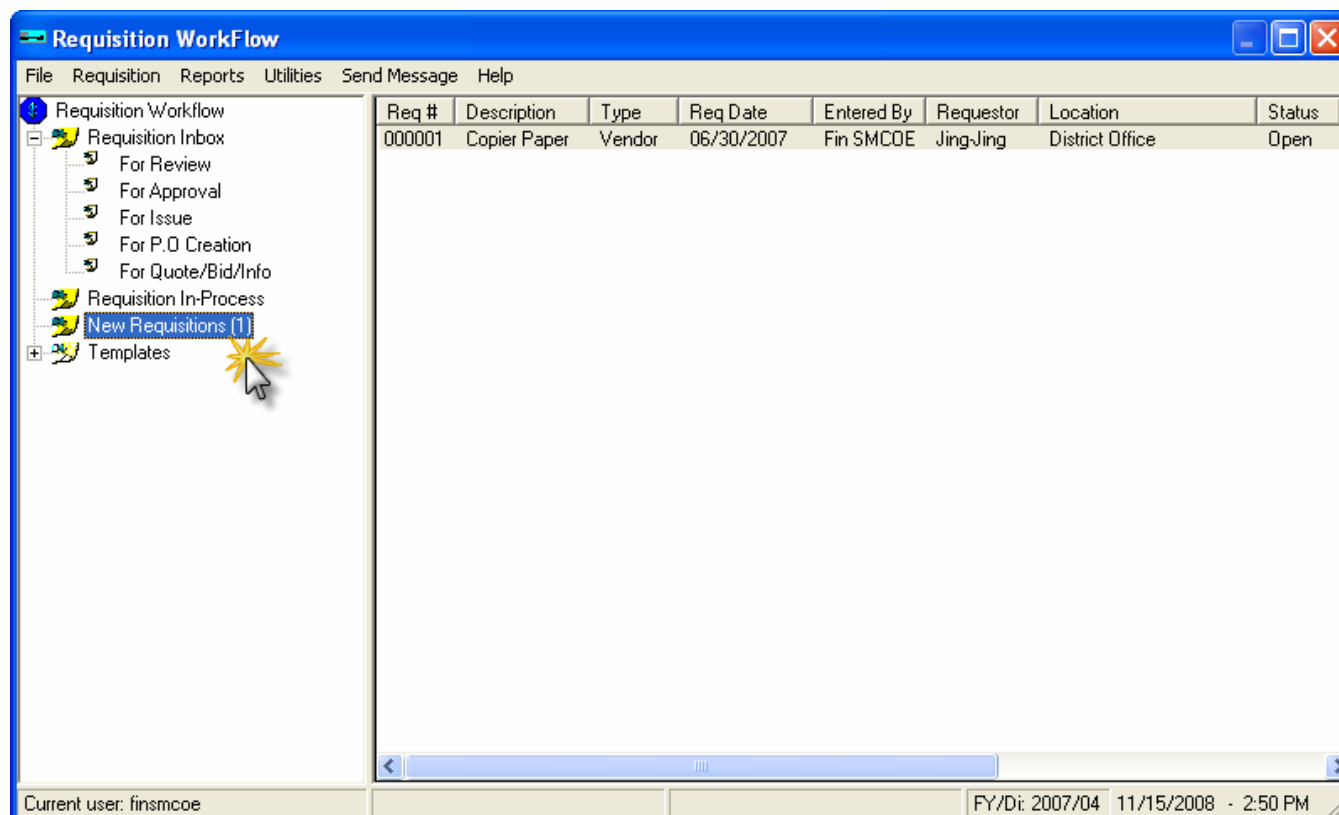 Requisition WorkFlow
File Requisition Reports Utilities Send Message Help
Requisition Workflow
Requisition Inbox
For Review
For Approval
For Issue
For P.O Creation
For Quote/Bid/Info
Requisition In-Process
New Requisitions (1)
Templates
Req # Description Type Req Date Entered By Requestor Location Status
000001 Copier Paper Vendor 06/30/2007 Fin SMCOE Jing-Jing District Office Open
Current user: finsmcoe FY/Di: 2007/04 11/15/2008 - 2:50 PM